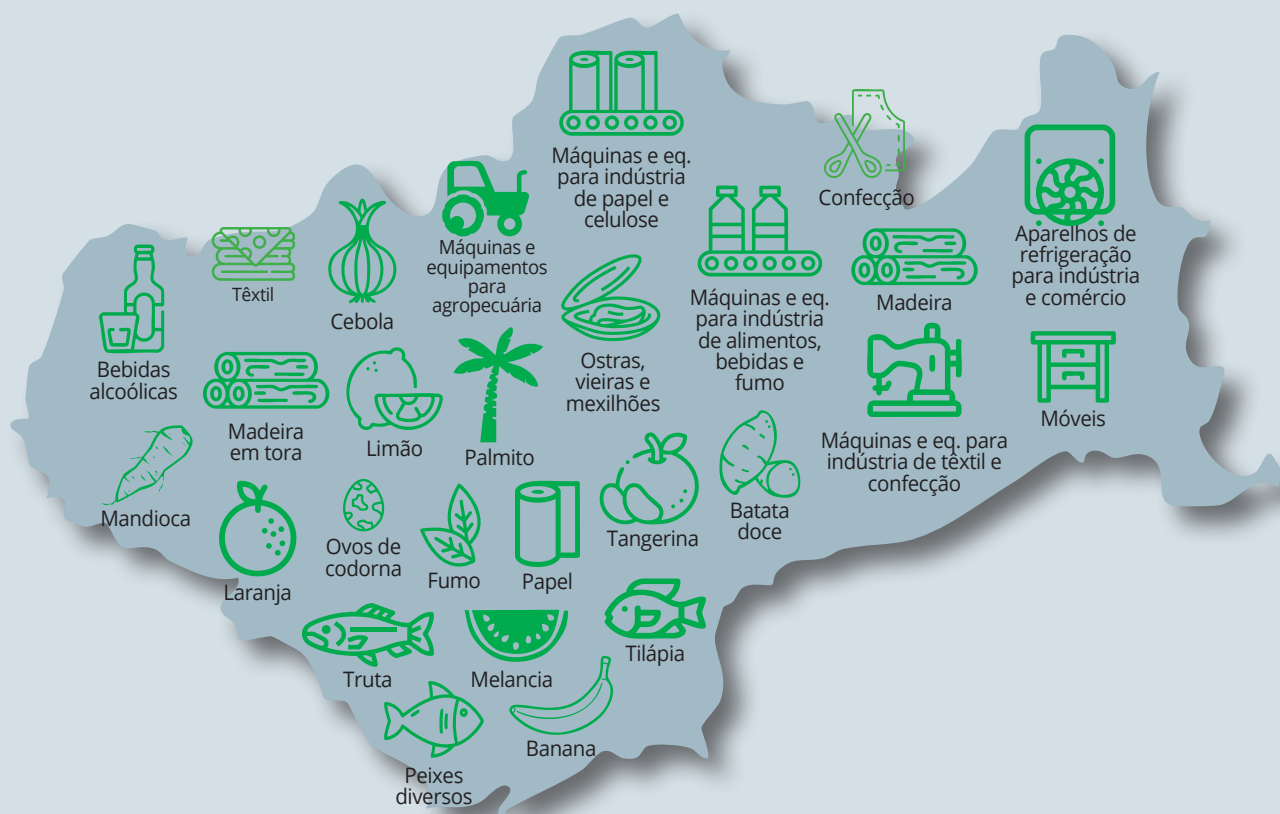 Máquinas e eq.
para indústria
de papel e
celulose
Confecção
Máquinas e
equipamentos
para
agropecuária
Aparelhos de
refrigeração
para indústria
e comércio
Têxtil
Cebola
Máquinas e eq.
para indústria
de alimentos,
bebidas e
fumo
Madeira
Bebidas
alcoólicas
Ostras,
vieiras e
mexilhões
Móveis
Madeira
em tora
Limão
Palmito
Máquinas e eq. para
indústria de têxtil e
confecção
Mandioca
Batata
doce
Tangerina
Ovos de
codorna
Fumo
Papel
Laranja
Tilápia
Truta
Melancia
Banana
Peixes
diversos